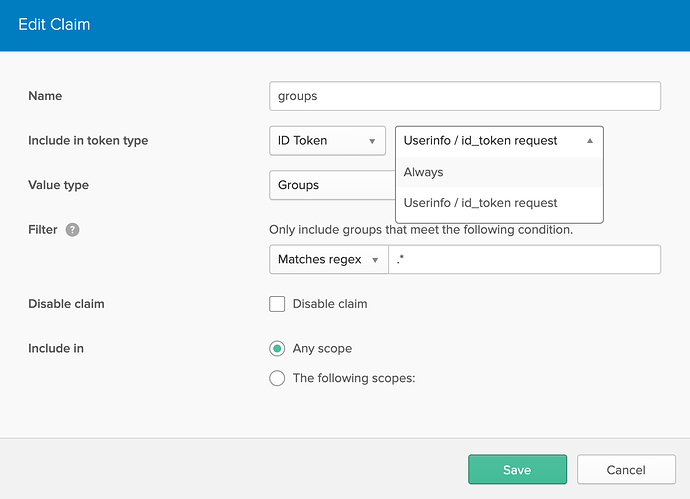 Edit Claim
Name
groups
Include in token type
ID Token
Userinfo / id_token request
Always
Userinfo / id_token request
Value type
Groups
Filter ?
Only include groups that meet the following condition.
Matches regex
.*
Disable claim
Disable claim
Include in
Any scope
The following scopes:
Save
Cancel